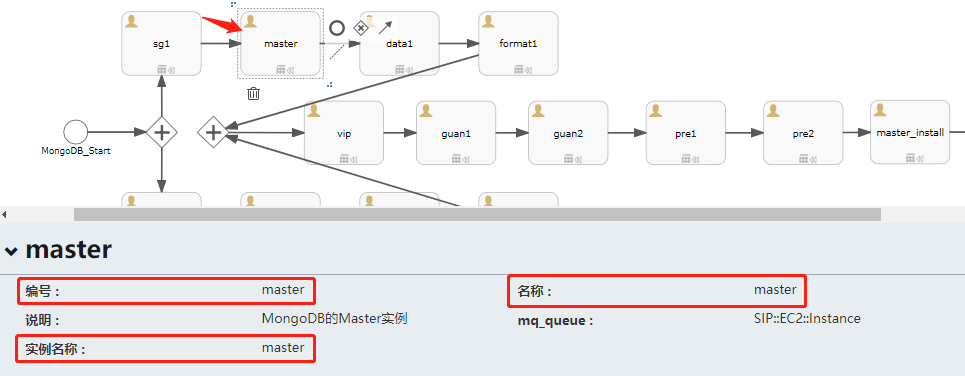 sg1
master
data1
format1
MongoDB_Start
vip
guan1
guan2
pre1
pre2
master_install
master
编号： master
名称： master
说明： MongoDB的Master实例
mq_queue： SIP::EC2::Instance
实例名称： master